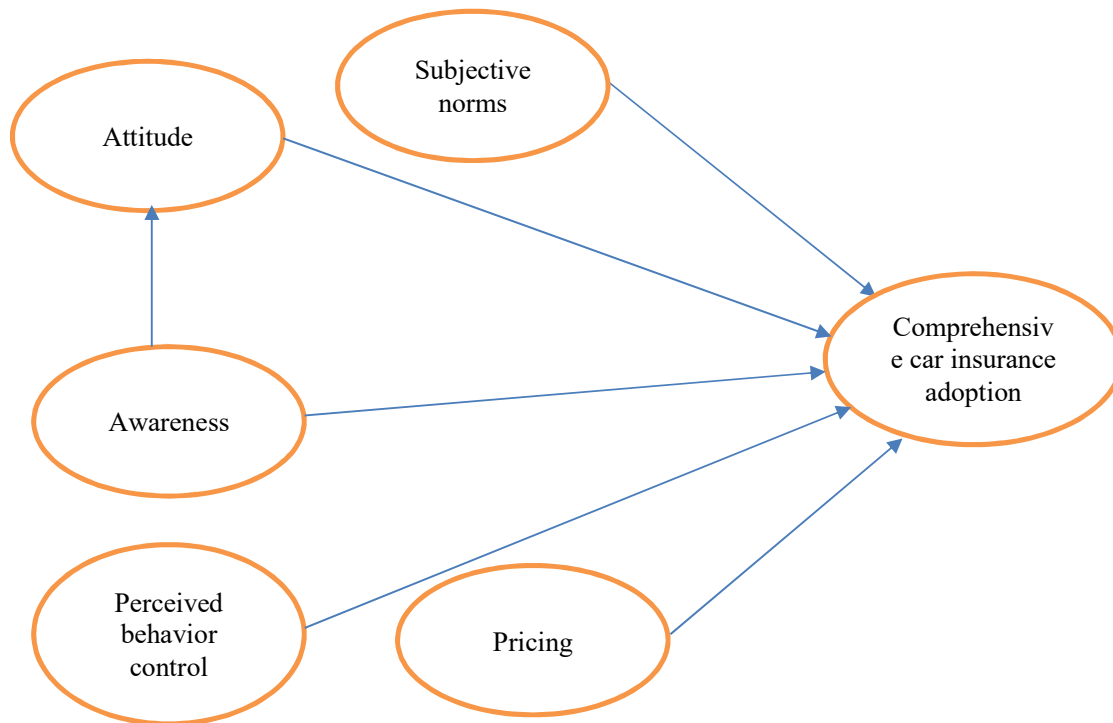 Subjective
norms
Attitude
Comprehensiv
e car insurance
adoption
Awareness
Perceived
behavior
control
Pricing